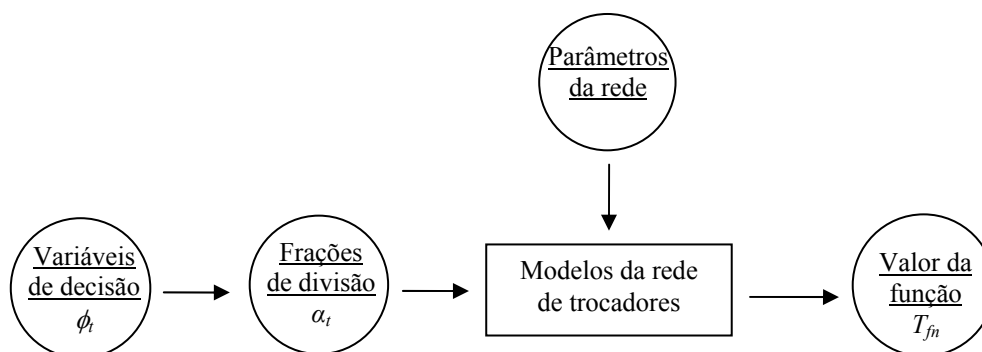 Parâmetros
da rede
Variáveis
de decisão
ϕt
Frações
de divisão
αt
Modelos da rede
de trocadores
Valor da
função
Tfn